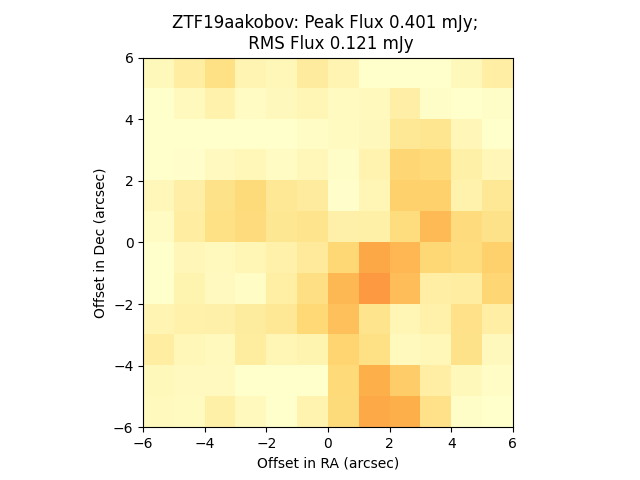 ZTF19aakobov: Peak Flux 0.401 mJy;
RMS Flux 0.121 mJy
6
4
2
0
−2
−4
−6
Offset in Dec (arcsec)
−6 −4 −2 0 2 4 6
Offset in RA (arcsec)